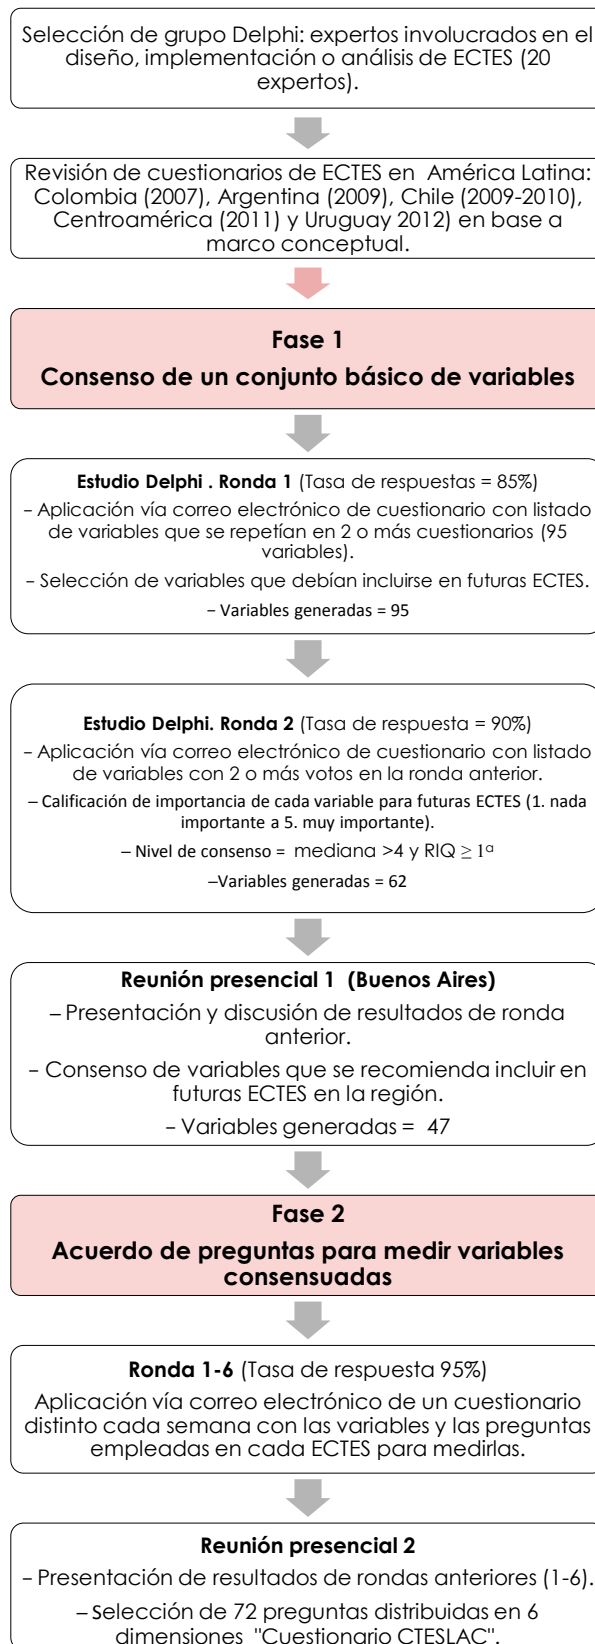 Selección de grupo Delphi: expertos involucrados en el
diseño, implementación o análisis de ECTES (20
expertos).
Revisión de cuestionarios de ECTES en América Latina:
Colombia (2007), Argentina (2009), Chile (2009-2010),
Centroamérica (2011) y Uruguay 2012) en base a
marco conceptual.
Fase 1
Consenso de un conjunto básico de variables
Estudio Delphi . Ronda 1 (Tasa de respuestas = 85%)
- Aplicación vía correo electrónico de cuestionario con listado
de variables que se repetían en 2 o más cuestionarios (95
variables).
- Selección de variables que debían incluirse en futuras ECTES.
- Variables generadas = 95
Estudio Delphi. Ronda 2 (Tasa de respuesta = 90%)
- Aplicación vía correo electrónico de cuestionario con listado
de variables con 2 o más votos en la ronda anterior.
– Calificación de importancia de cada variable para futuras ECTES (1. nada
importante a 5. muy importante).
– Nivel de consenso = mediana >4 y RIQ ≥ 1ᵃ
–Variables generadas = 62
Reunión presencial 1 (Buenos Aires)
– Presentación y discusión de resultados de ronda
anterior.
- Consenso de variables que se recomienda incluir en
futuras ECTES en la región.
- Variables generadas = 47
Fase 2
Acuerdo de preguntas para medir variables
consensuadas
Ronda 1-6 (Tasa de respuesta 95%)
Aplicación vía correo electrónico de un cuestionario
distinto cada semana con las variables y las preguntas
empleadas en cada ECTES para medirlas.
Reunión presencial 2
- Presentación de resultados de rondas anteriores (1-6).
– Selección de 72 preguntas distribuidas en 6
dimensiones "Cuestionario CTESLAC".